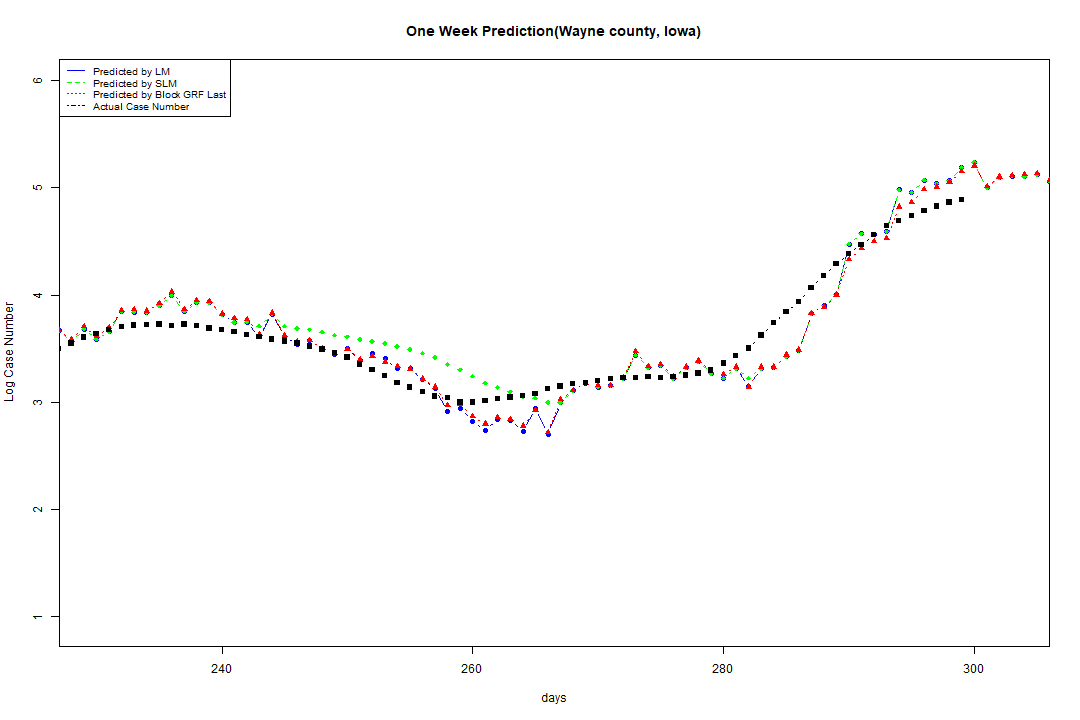 One Week Prediction(Wayne county, Iowa)
Predicted by LM
Predicted by SLM
Predicted by Block GRF Last
Actual Case Number
6
5
4
3
2
1
Log Case Number
240 260 280 300
days